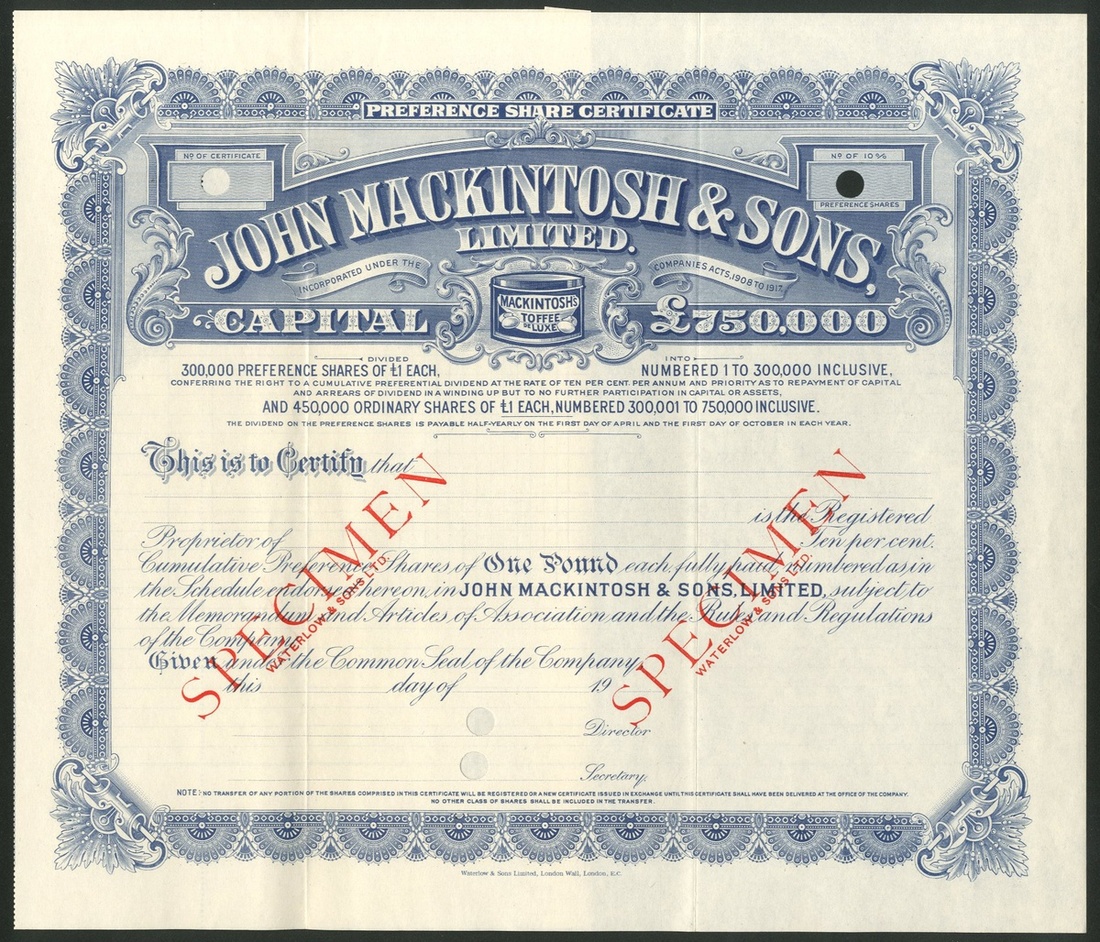 PREFERENCE SHARE CERTIFICATE
Nº OF CERTIFICATE
Nº OF 10%
PREFERENCE SHARES
JOHN MACKINTOSH & SONS,
LIMITED.
INCORPORATED UNDER THE
COMPANIES ACTS, 1908 TO 1917.
CAPITAL
MACKINTOSH'S
TOFFEE
DE LUXE
£750,000
DIVIDED INTO
300,000 PREFERENCE SHARES OF £1 EACH, NUMBERED 1 TO 300,000 INCLUSIVE,
CONFERRING THE RIGHT TO A CUMULATIVE PREFERENTIAL DIVIDEND AT THE RATE OF TEN PER CENT. PER ANNUM AND PRIORITY AS TO REPAYMENT OF CAPITAL
AND ARREARS OF DIVIDEND IN A WINDING UP BUT TO NO FURTHER PARTICIPATION IN CAPITAL OR ASSETS,
AND 450,000 ORDINARY SHARES OF £1 EACH, NUMBERED 300,001 TO 750,000 INCLUSIVE.
THE DIVIDEND ON THE PREFERENCE SHARES IS PAYABLE HALF-YEARLY ON THE FIRST DAY OF APRIL AND THE FIRST DAY OF OCTOBER IN EACH YEAR.
This is to Certify that
is the Registered
Proprietor of Ten per cent.
Cumulative Preference Shares of One Pound each, fully paid, numbered as in
the Schedule endorsed hereon, in JOHN MACKINTOSH & SONS, LIMITED, subject to
the Memorandum and Articles of Association and the Rules and Regulations
of the Company.
Given under the Common Seal of the Company,
this day of 19
Director
Secretary.
SPECIMEN
WATERLOW & SONS LTD.
SPECIMEN
WATERLOW & SONS LTD.
NOTE:- NO TRANSFER OF ANY PORTION OF THE SHARES COMPRISED IN THIS CERTIFICATE WILL BE REGISTERED OR A NEW CERTIFICATE ISSUED IN EXCHANGE UNTIL THIS CERTIFICATE SHALL HAVE BEEN DELIVERED AT THE OFFICE OF THE COMPANY.
NO OTHER CLASS OF SHARES SHALL BE INCLUDED IN THE TRANSFER.
Waterlow & Sons Limited, London Wall, London, E.C.